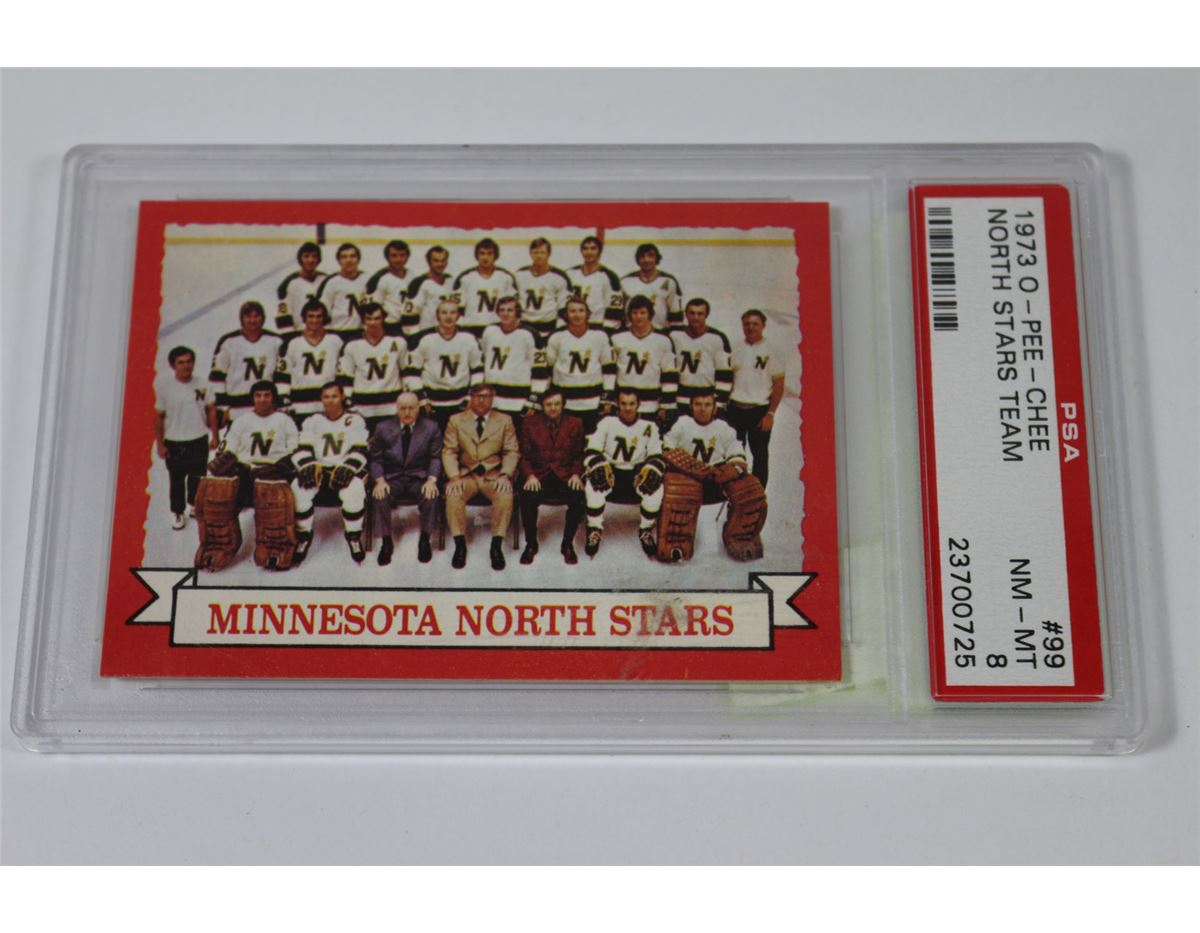 MINNESOTA NORTH STARS
PSA
1973 O-PEE-CHEE #99
NORTH STARS TEAM NM-MT
8
23700725